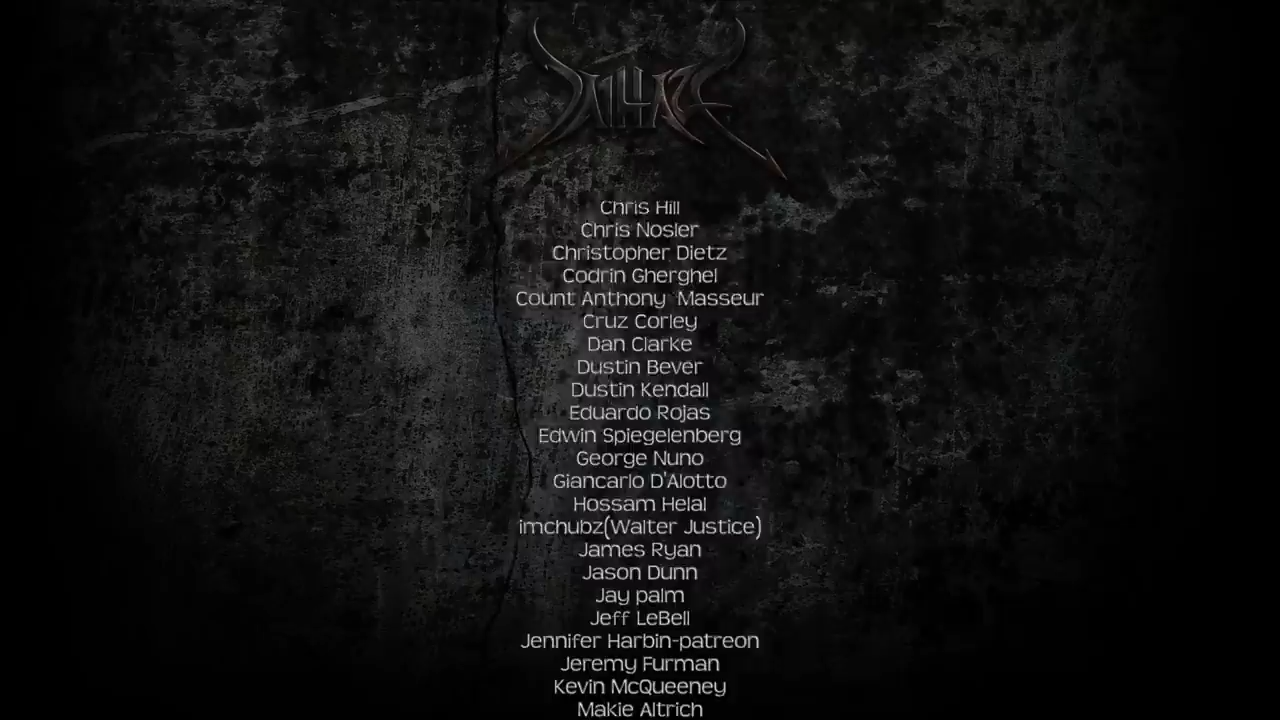 Chris Hill
Chris Nosler
Christopher Dietz
Codrin Gherghel
Count Anthony Masseur
Cruz Corley
Dan Clarke
Dustin Bever
Dustin Kendall
Eduardo Rojas
Edwin Spiegelenberg
George Nuno
Giancarlo D'Alotto
Hossam Helal
imchubz(Walter Justice)
James Ryan
Jason Dunn
Jay palm
Jeff LeBell
Jennifer Harbin-patreon
Jeremy Furman
Kevin McQueeney
Makie Altrich